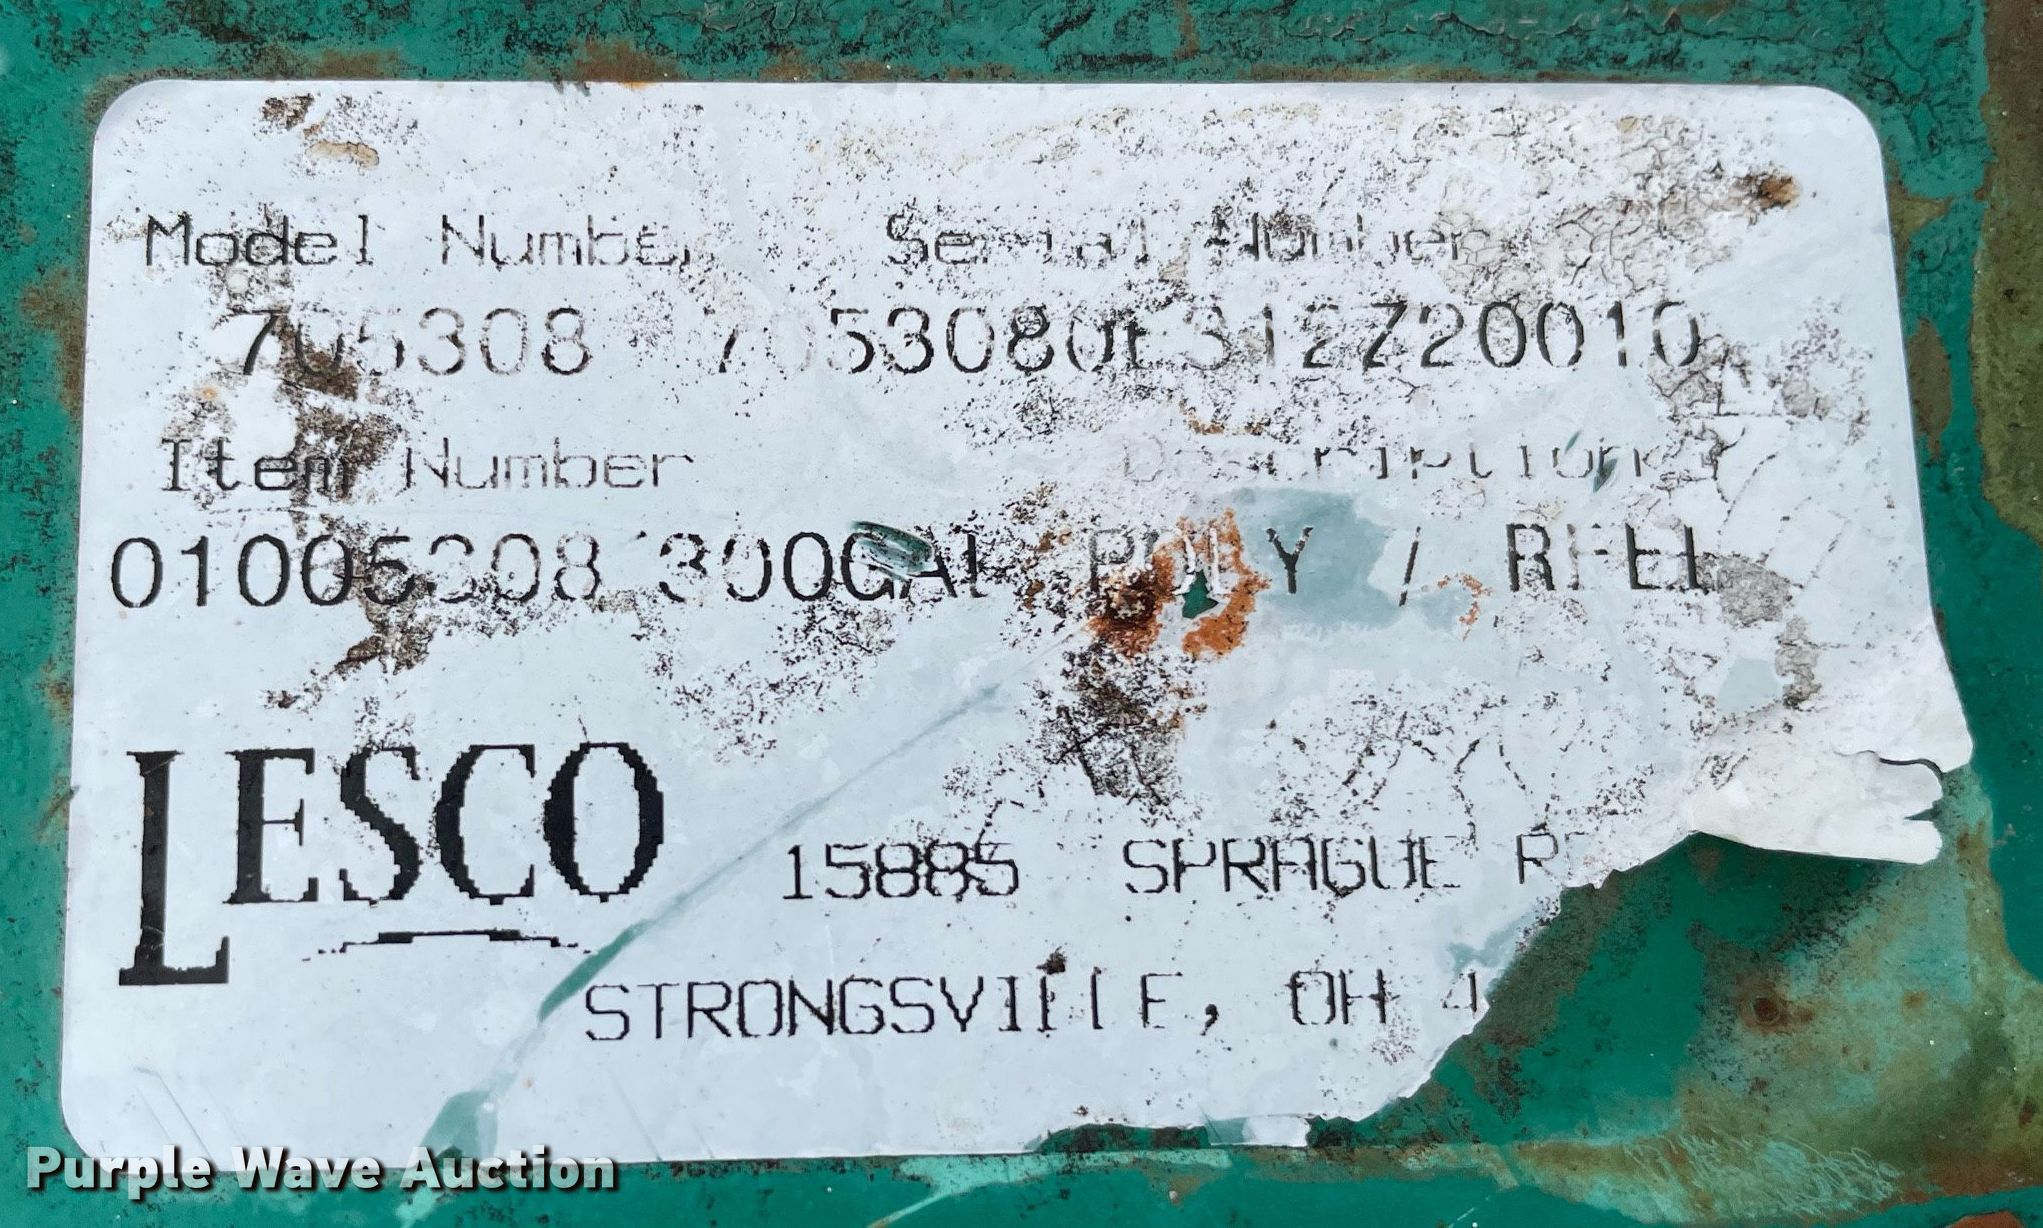 Model Number Serial Number
705308
Item Number Description
01005308 300GAL POLY / REEL
LESCO
15885 SPRAGUE
STRONGSVILLE, OH
Purple Wave Auction